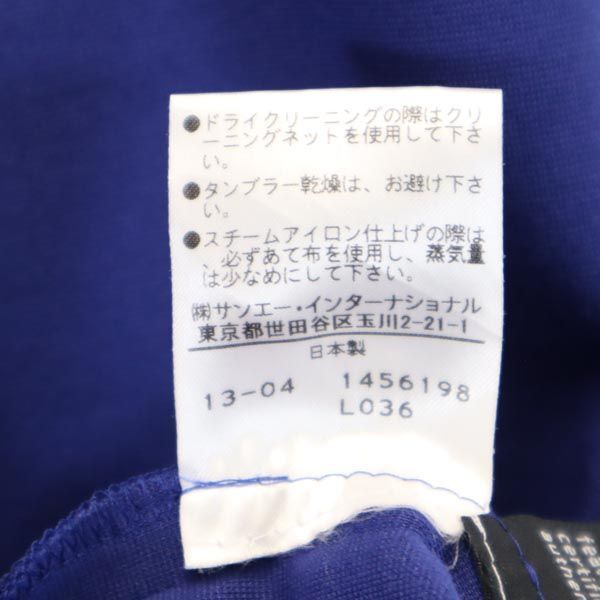 ●ドライクリーニングの際はクリ
ーニングネットを使用して下さ
い。
●タンブラー乾燥は、お避け下さ
い。
●スチームアイロン仕上げの際は
、必ずあて布を使用し、蒸気量
は少なめにして下さい。
㈱サンエー・インターナショナル
東京都世田谷区玉川2-21-1
日本製
13-04 1456198
L036